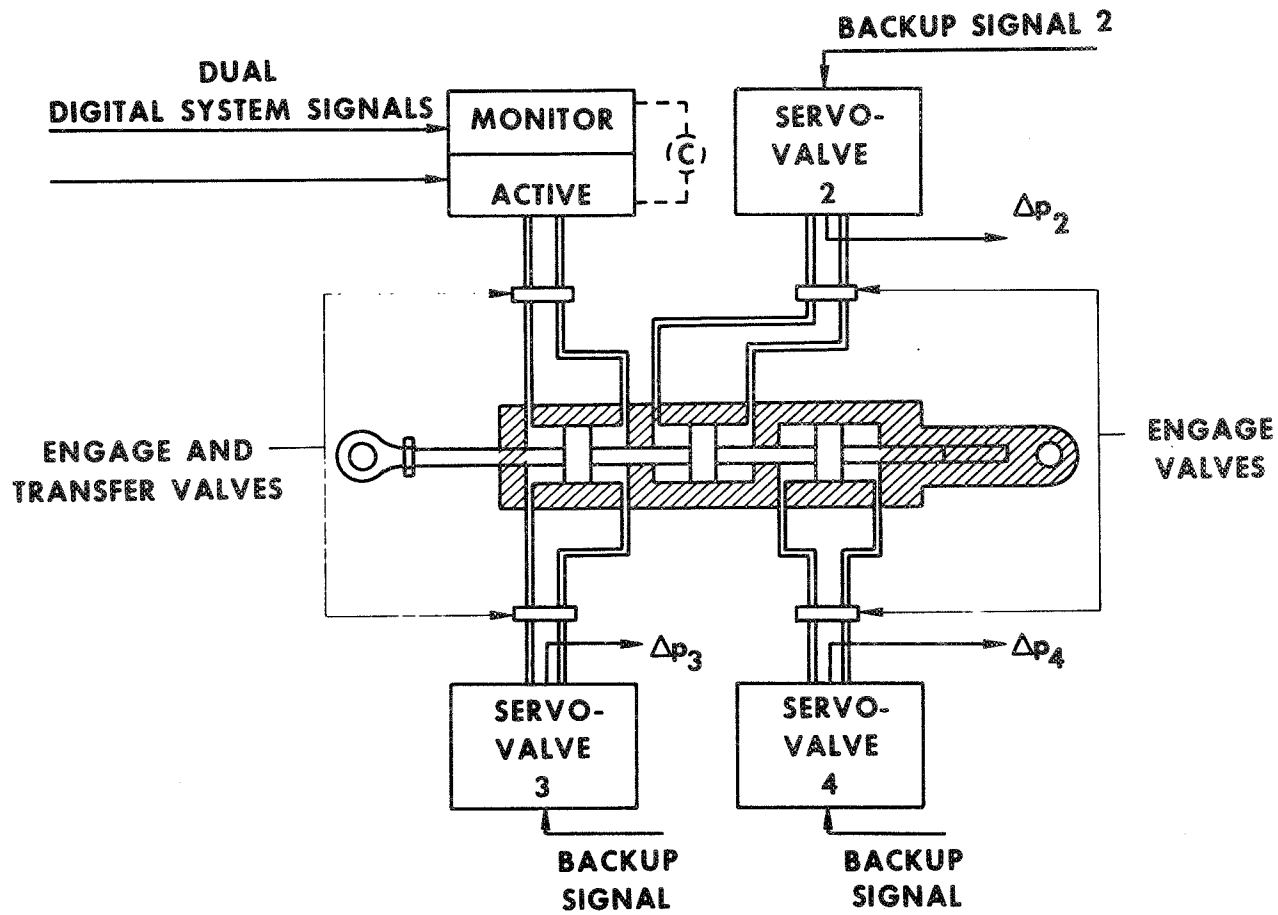 BACKUP SIGNAL 2
DUAL
DIGITAL SYSTEM SIGNALS
MONITOR
ACTIVE
(C)
SERVO-
VALVE
2
Δp2
ENGAGE AND
TRANSFER VALVES
ENGAGE
VALVES
Δp3
Δp4
SERVO-
VALVE
3
SERVO-
VALVE
4
BACKUP
SIGNAL
BACKUP
SIGNAL